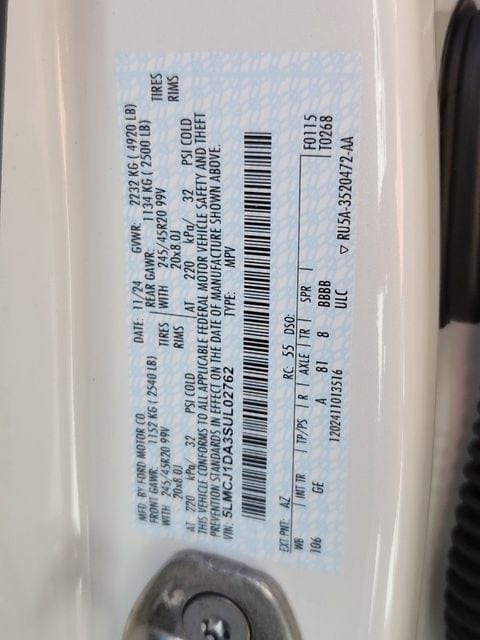 MFD. BY FORD MOTOR CO. DATE: 11/24 GVWR: 2232 KG ( 4920 LB)
FRONT GAWR: 1152 KG ( 2540 LB) REAR GAWR: 1134 KG ( 2500 LB)
WITH 245/45R20 99V TIRES WITH 245/45R20 99V TIRES
20x8.0J RIMS 20x8.0J RIMS
AT 220 kPa/ 32 PSI COLD AT 220 kPa/ 32 PSI COLD
THIS VEHICLE CONFORMS TO ALL APPLICABLE FEDERAL MOTOR VEHICLE SAFETY AND THEFT
PREVENTION STANDARDS IN EFFECT ON THE DATE OF MANUFACTURE SHOWN ABOVE.
VIN: 5LMCJ1DA3SUL02762 TYPE: MPV
EXT PNT: AZ RC: 55 DSO: F0115
WB INT TR TP/PS R AXLE TR SPR T0268
106 GE A 81 8 BBBB
ULC
1202411013516 ▽ RU5A-3520472-AA